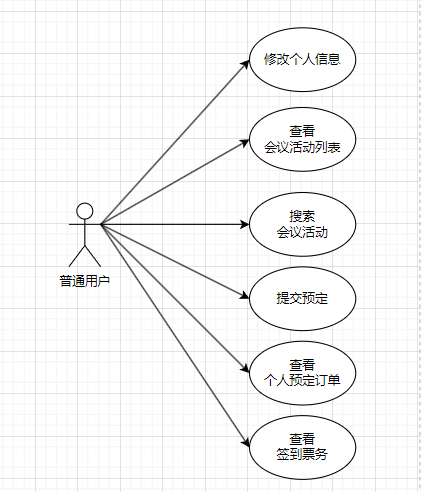 修改个人信息
查看
会议活动列表
搜索
会议活动
普通用户
提交预定
查看
个人预定订单
查看
签到票务